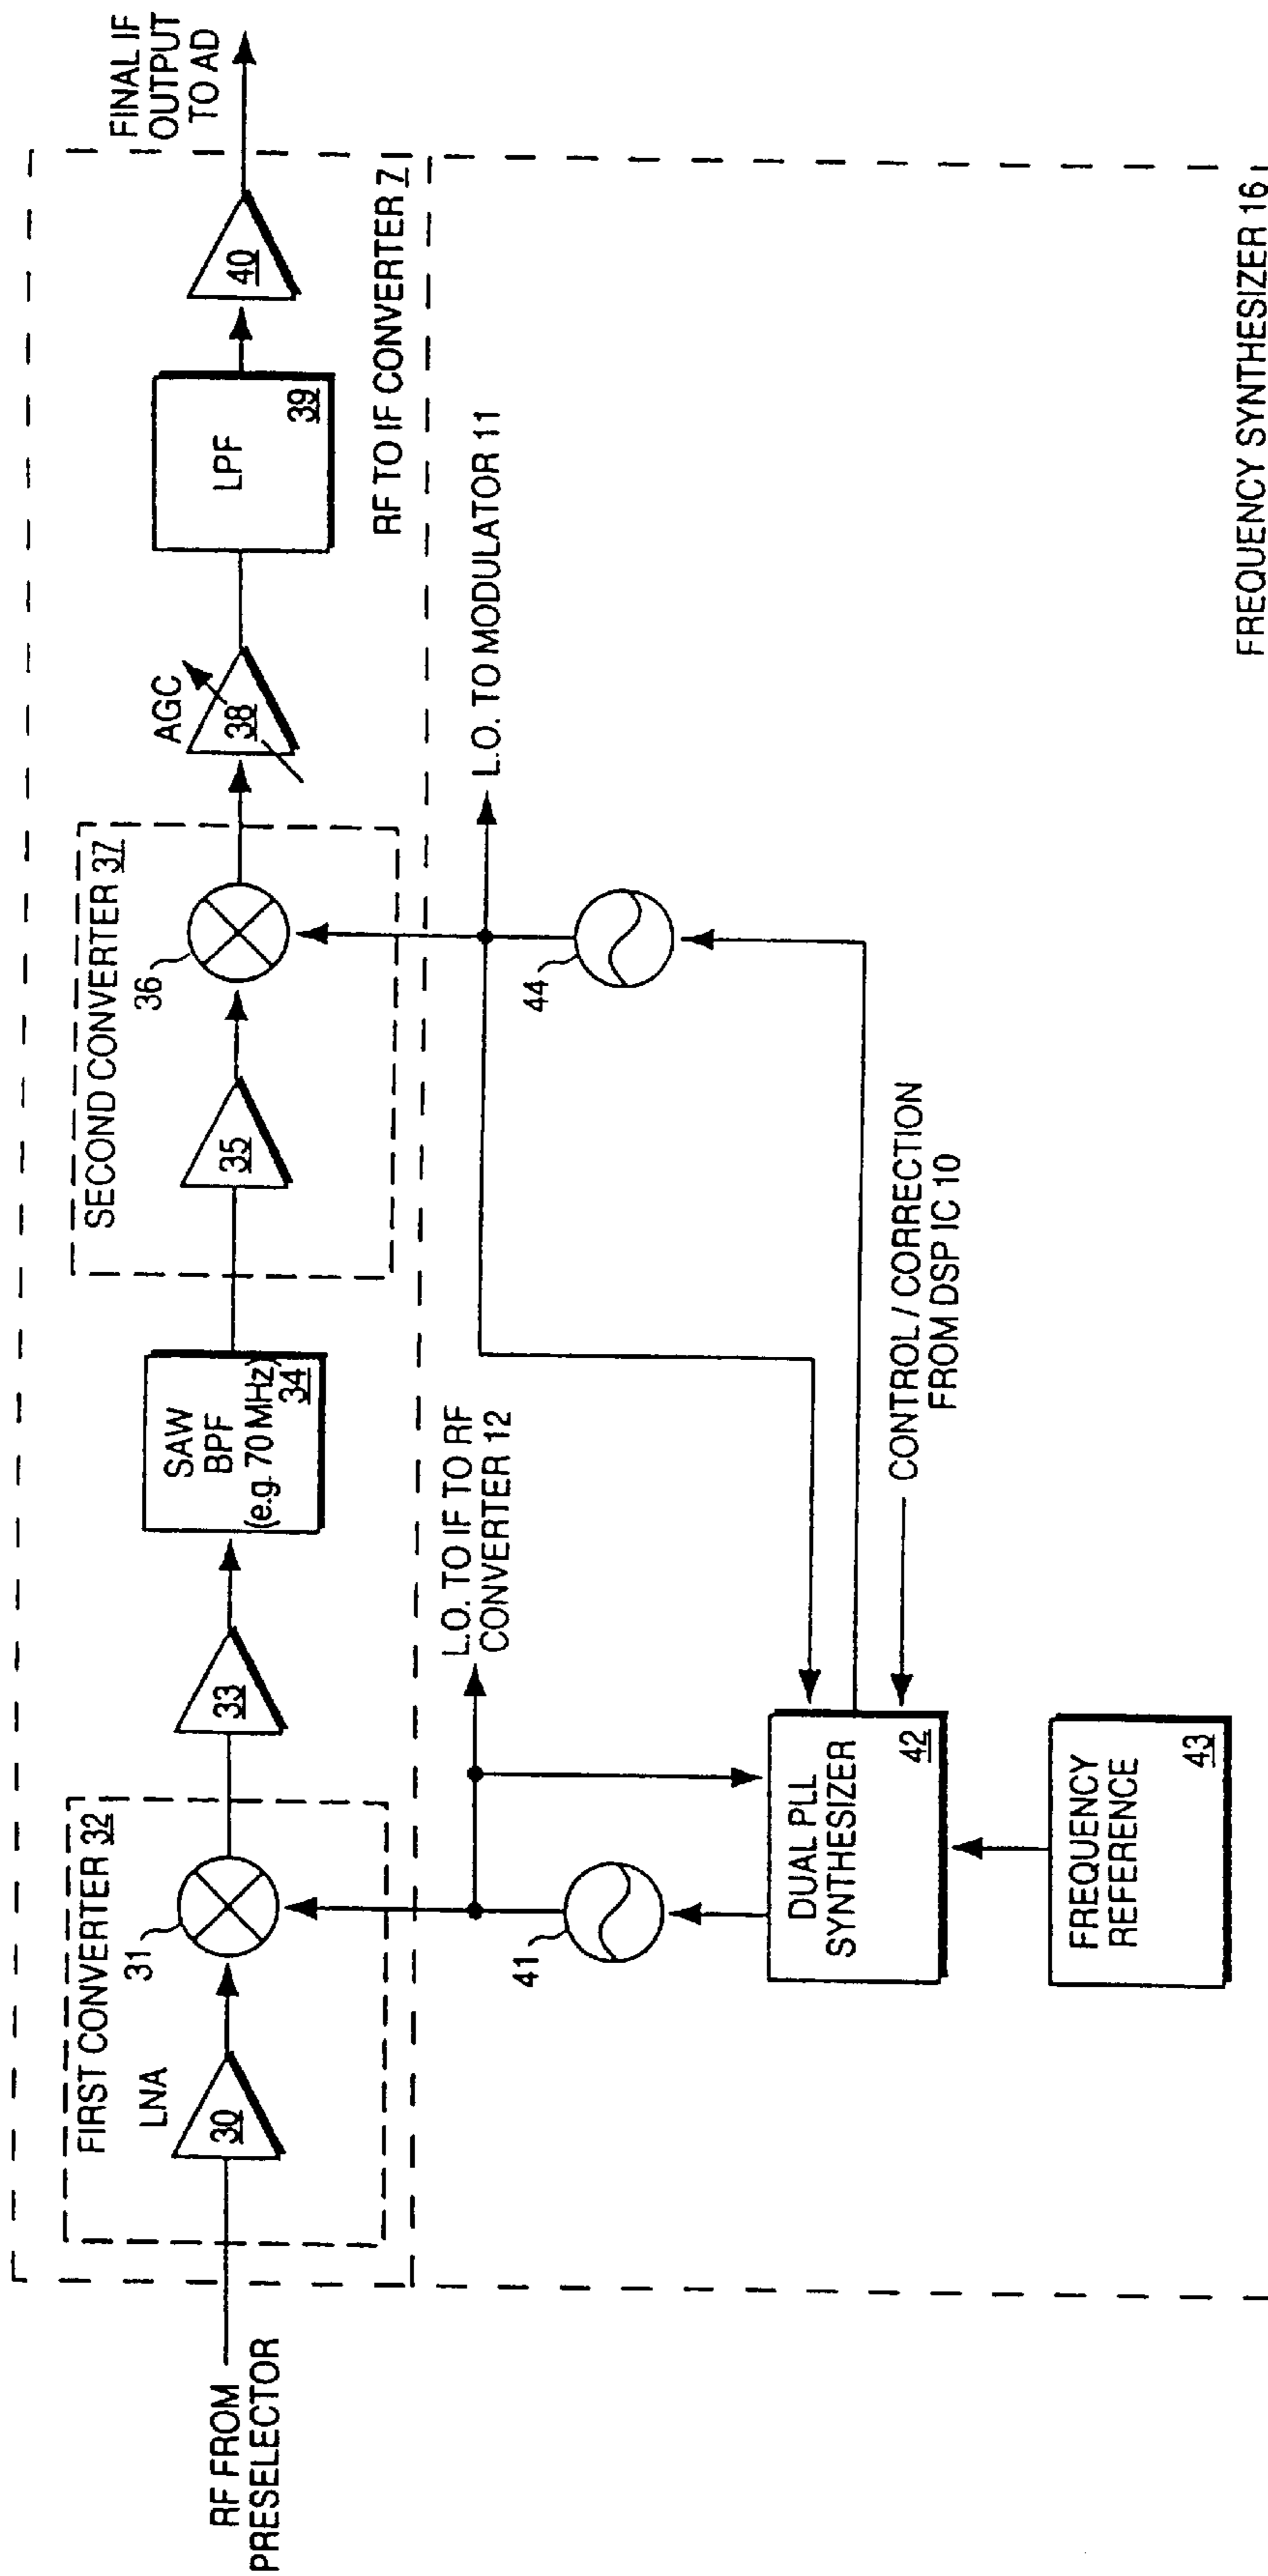 RF FROM
PRESELECTOR
FIRST CONVERTER 32
LNA
30
31
33
SAW
BPF
(e.g. 70 MHz)
34
SECOND CONVERTER 37
35
36
AGC
38
LPF
39
40
FINAL IF
OUTPUT
TO AD
RF TO IF CONVERTER 7
L.O. TO IF TO RF
CONVERTER 12
L.O. TO MODULATOR 11
41
44
DUAL PLL
SYNTHESIZER
42
CONTROL / CORRECTION
FROM DSP IC 10
FREQUENCY
REFERENCE
43
FREQUENCY SYNTHESIZER 16